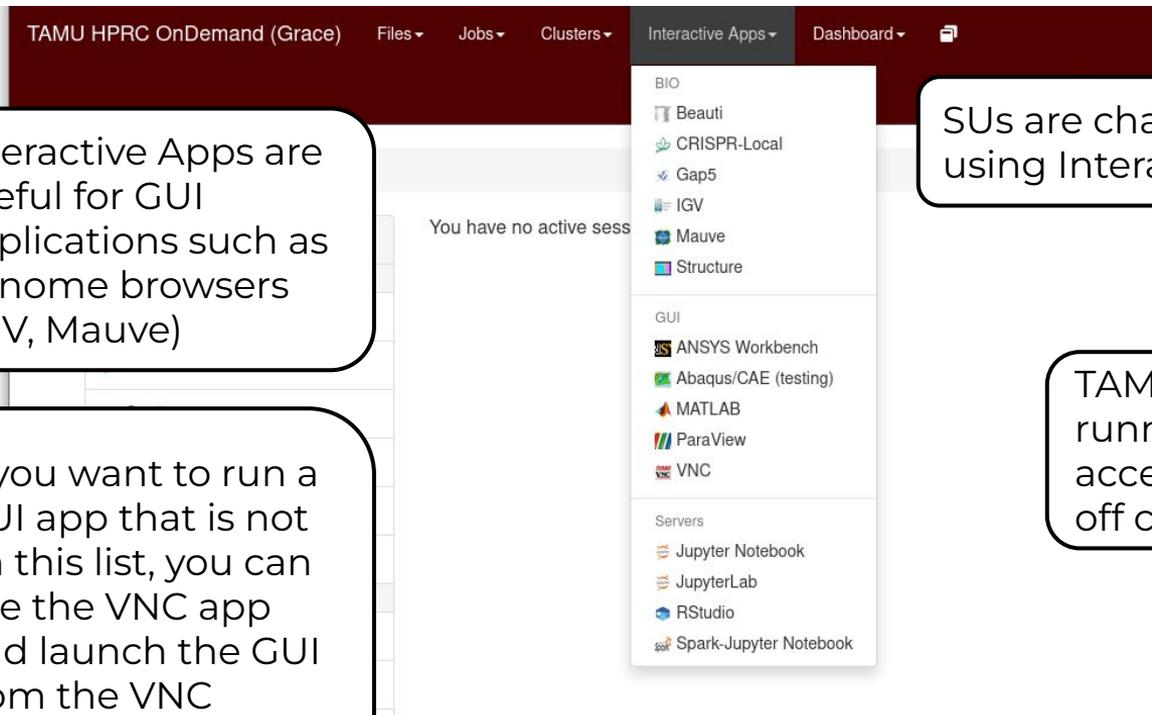 TAMU HPRC OnDemand (Grace) Files Jobs Clusters Interactive Apps Dashboard
BIO
Beauti
CRISPR-Local
Gap5
IGV
Mauve
Structure
GUI
ANSYS Workbench
Abaqus/CAE (testing)
MATLAB
ParaView
VNC
Servers
Jupyter Notebook
JupyterLab
RStudio
Spark-Jupyter Notebook
You have no active sess
eractive Apps are
eful for GUI
plications such as
nome browsers
V, Mauve)
you want to run a
UI app that is not
this list, you can
e the VNC app
d launch the GUI
om the VNC
SUs are cha
using Intera
TAM
runn
acce
off c